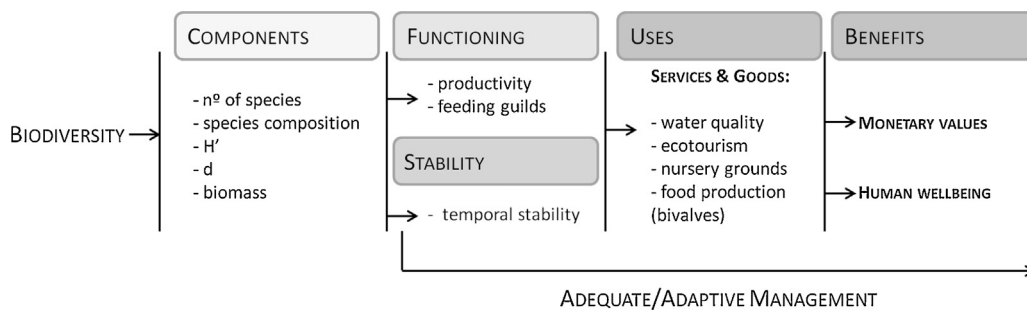 BIODIVERSITY
COMPONENTS
- nº of species
- species composition
- H’
- d
- biomass
FUNCTIONING
- productivity
- feeding guilds
STABILITY
- temporal stability
USES
SERVICES & GOODS:
- water quality
- ecotourism
- nursery grounds
- food production
(bivalves)
BENEFITS
MONETARY VALUES
HUMAN WELLBEING
ADEQUATE/ADAPTIVE MANAGEMENT